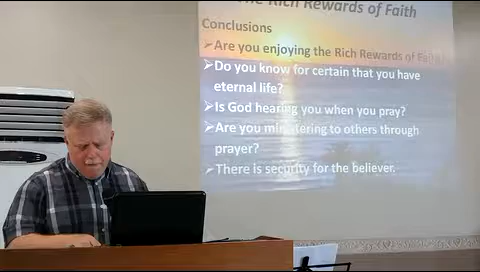 The Rich Rewards of Faith
Conclusions
➢Are you enjoying the Rich Rewards of Faith
➢Do you know for certain that you have
eternal life?
➢Is God hearing you when you pray?
➢Are you ministering to others through
prayer?
➢There is security for the believer.